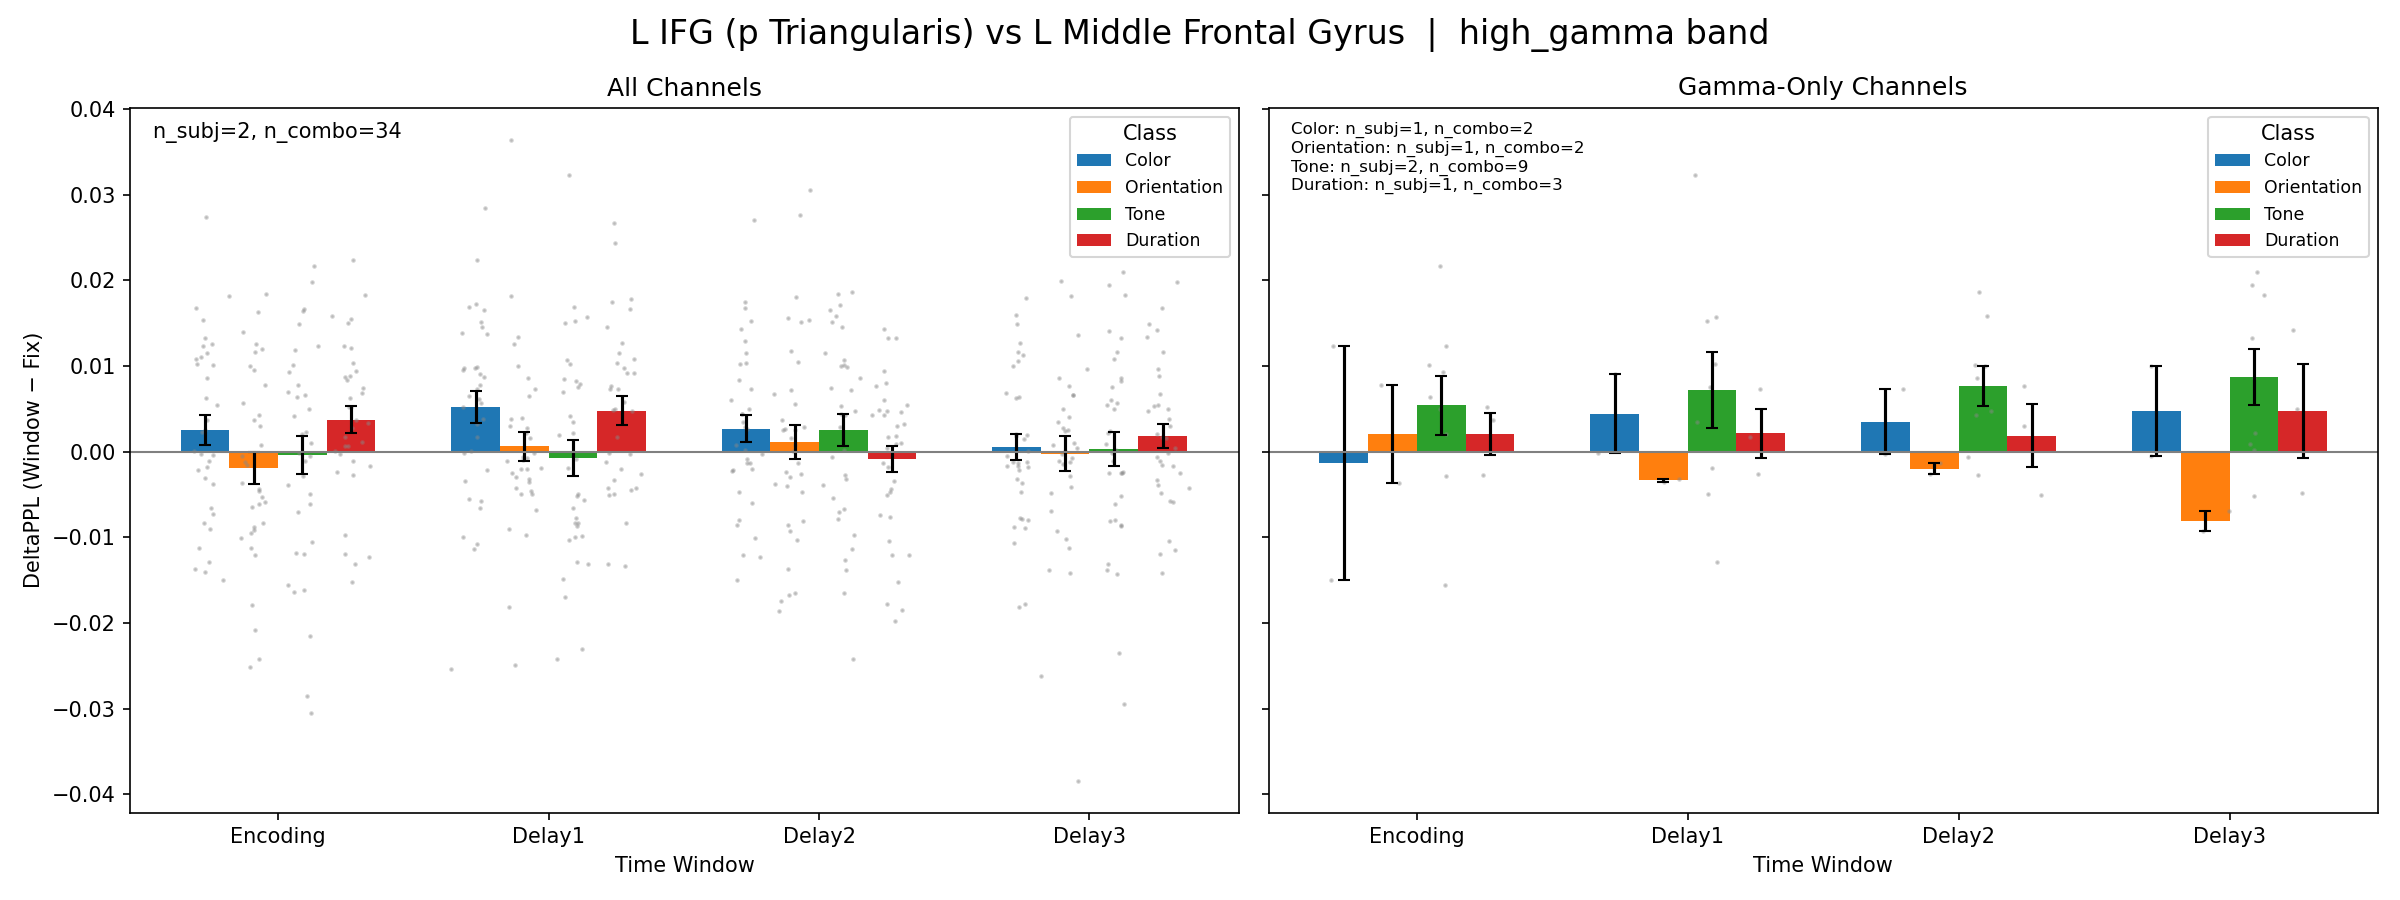 L IFG (p Triangularis) vs L Middle Frontal Gyrus | high_gamma band
All Channels
n_subj=2, n_combo=34
Class
Color
Orientation
Tone
Duration
DeltaPPL (Window − Fix)
0.04
0.03
0.02
0.01
0.00
−0.01
−0.02
−0.03
−0.04
Encoding
Delay1
Delay2
Delay3
Time Window
Gamma-Only Channels
Color: n_subj=1, n_combo=2
Orientation: n_subj=1, n_combo=2
Tone: n_subj=2, n_combo=9
Duration: n_subj=1, n_combo=3
Class
Color
Orientation
Tone
Duration
Encoding
Delay1
Delay2
Delay3
Time Window